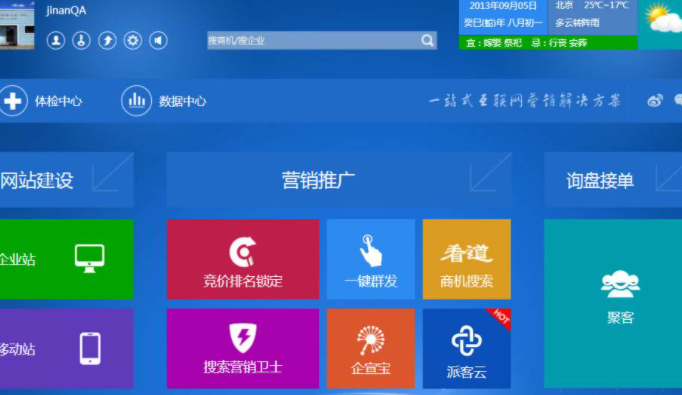 jinanQA
2013年09月05日
北京 25℃~17℃
癸巳(蛇)年 八月初一
多云转阵雨
搜商机/搜企业
宜：嫁娶 祭祀 忌：行丧 安葬
体检中心
数据中心
一站式互联网营销解决方案
网站建设
营销推广
询盘接单
企业站
竞价排名锁定
一键群发
看道
商机搜索
聚客
移动站
搜索营销卫士
企宣宝
HOT
派客云